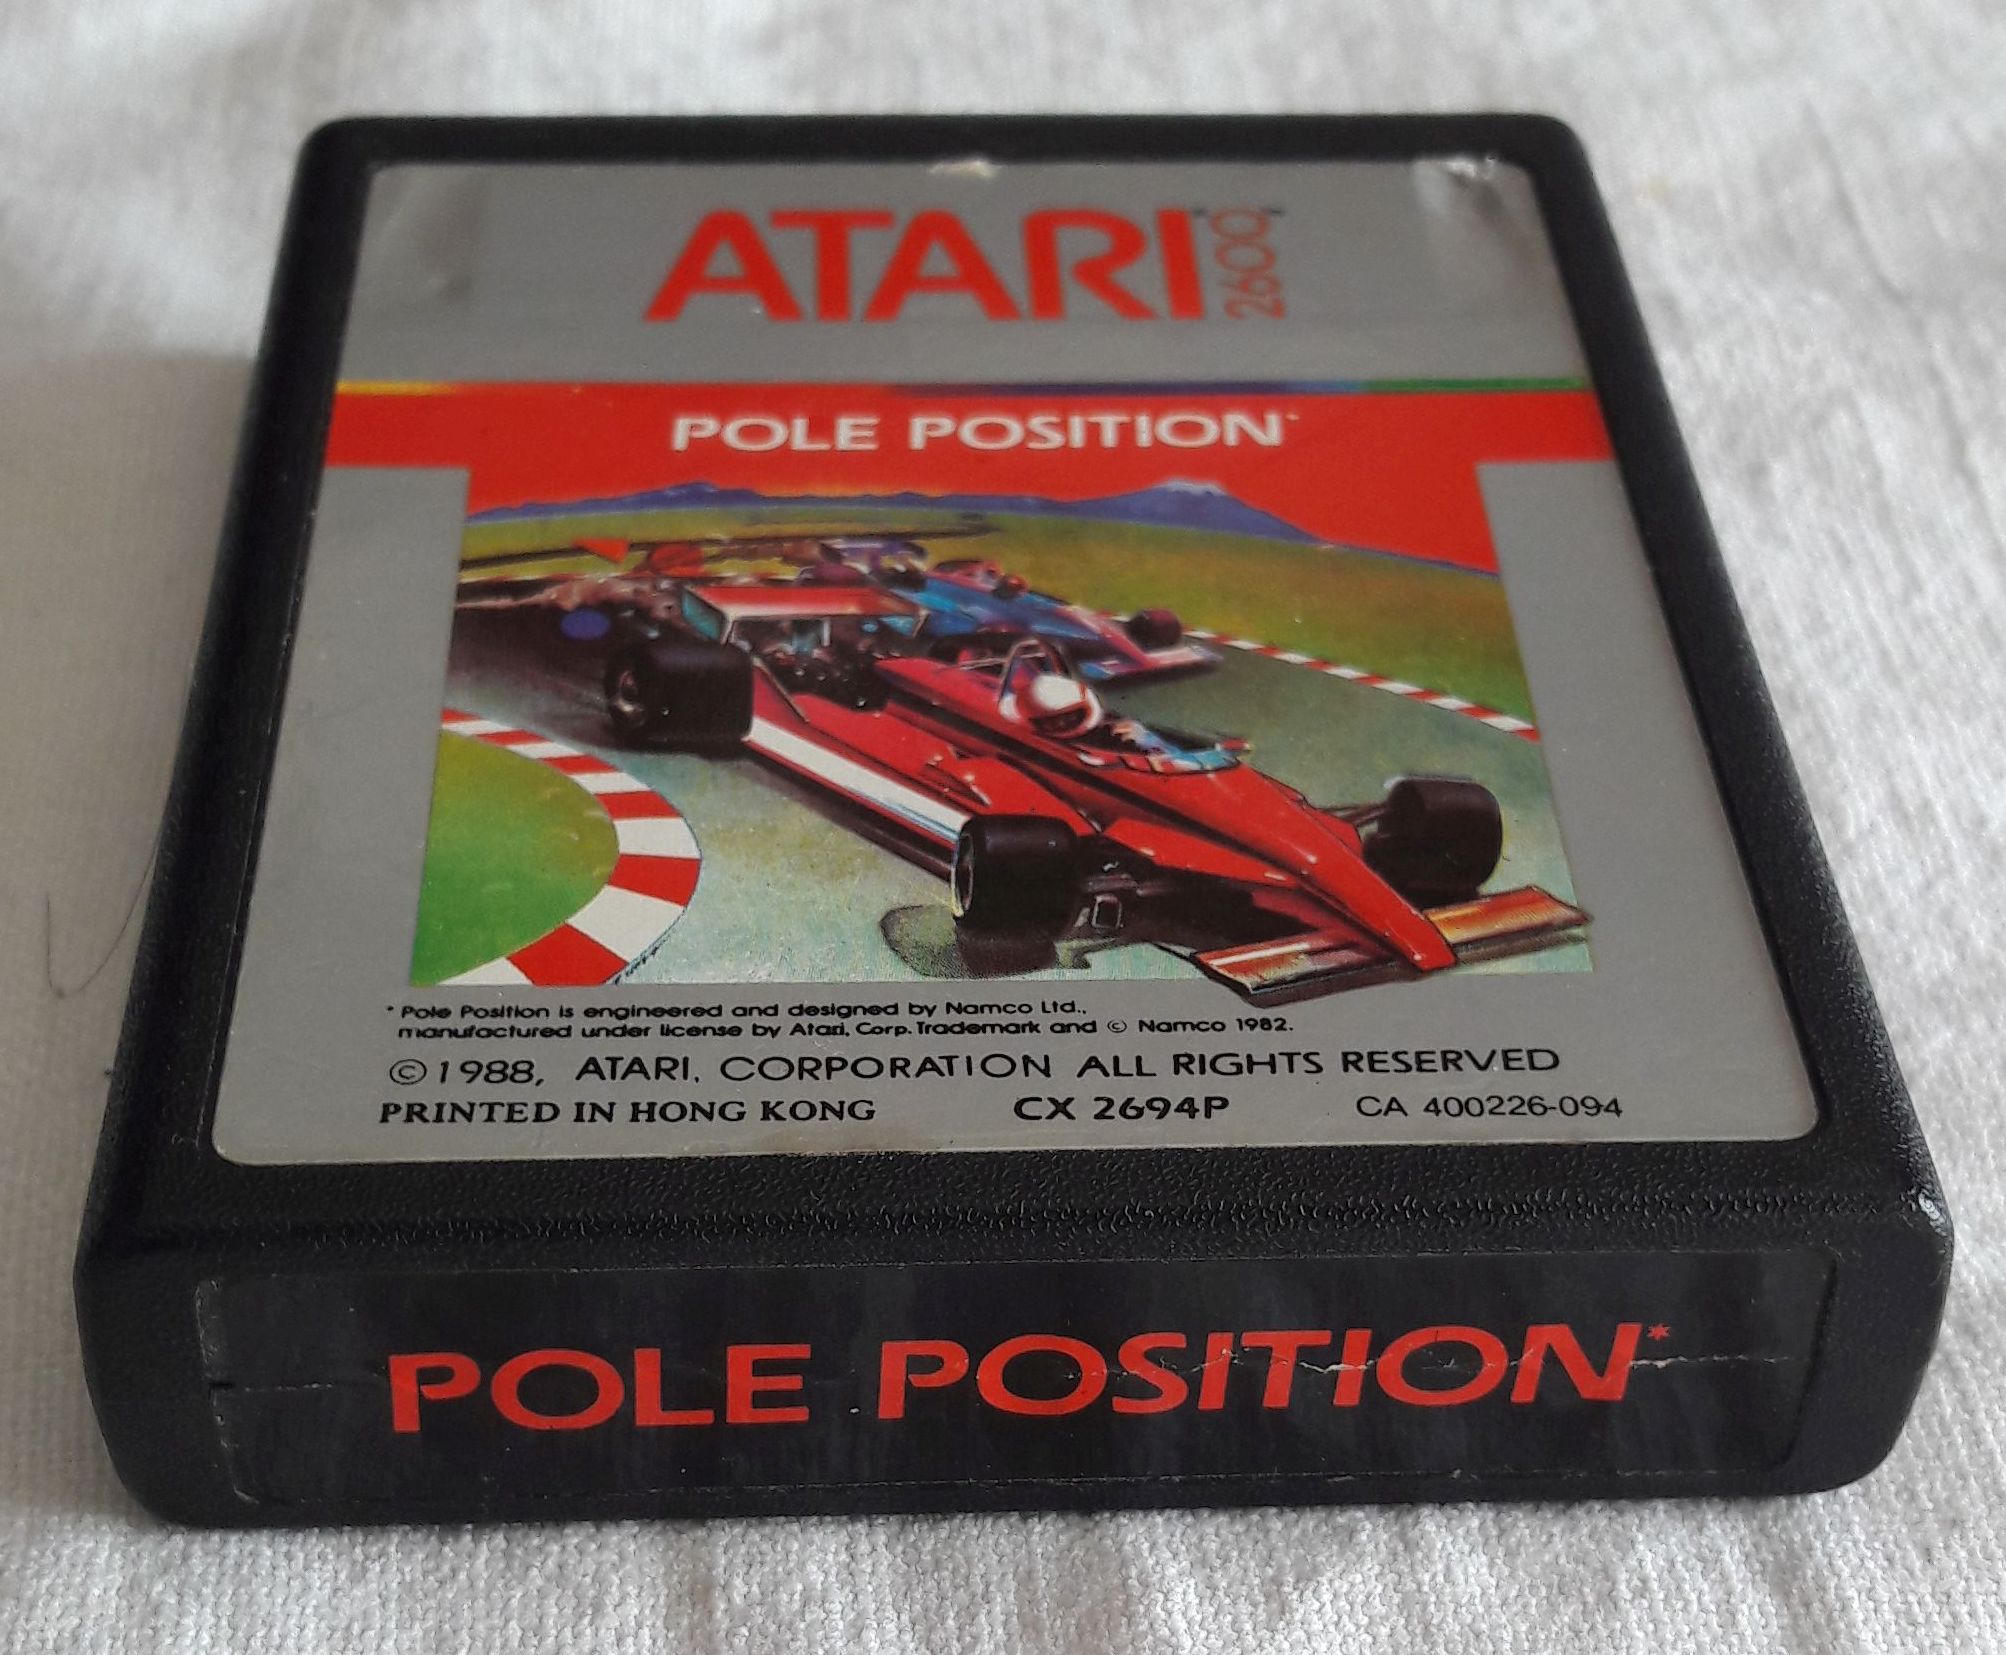 ATARI™ 2600™
POLE POSITION*
* Pole Position is engineered and designed by Namco Ltd.,
manufactured under license by Atari, Corp. Trademark and © Namco 1982.
© 1988, ATARI, CORPORATION ALL RIGHTS RESERVED
PRINTED IN HONG KONG CX 2694P CA 400226-094
POLE POSITION*